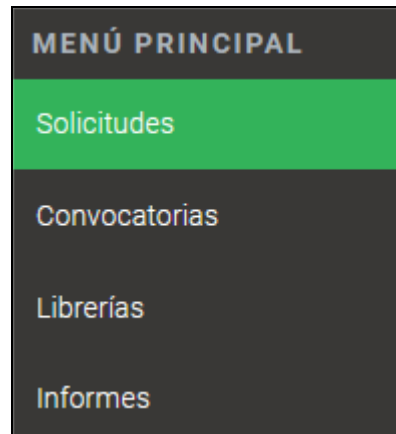 MENÚ PRINCIPAL
Solicitudes
Convocatorias
Librerías
Informes